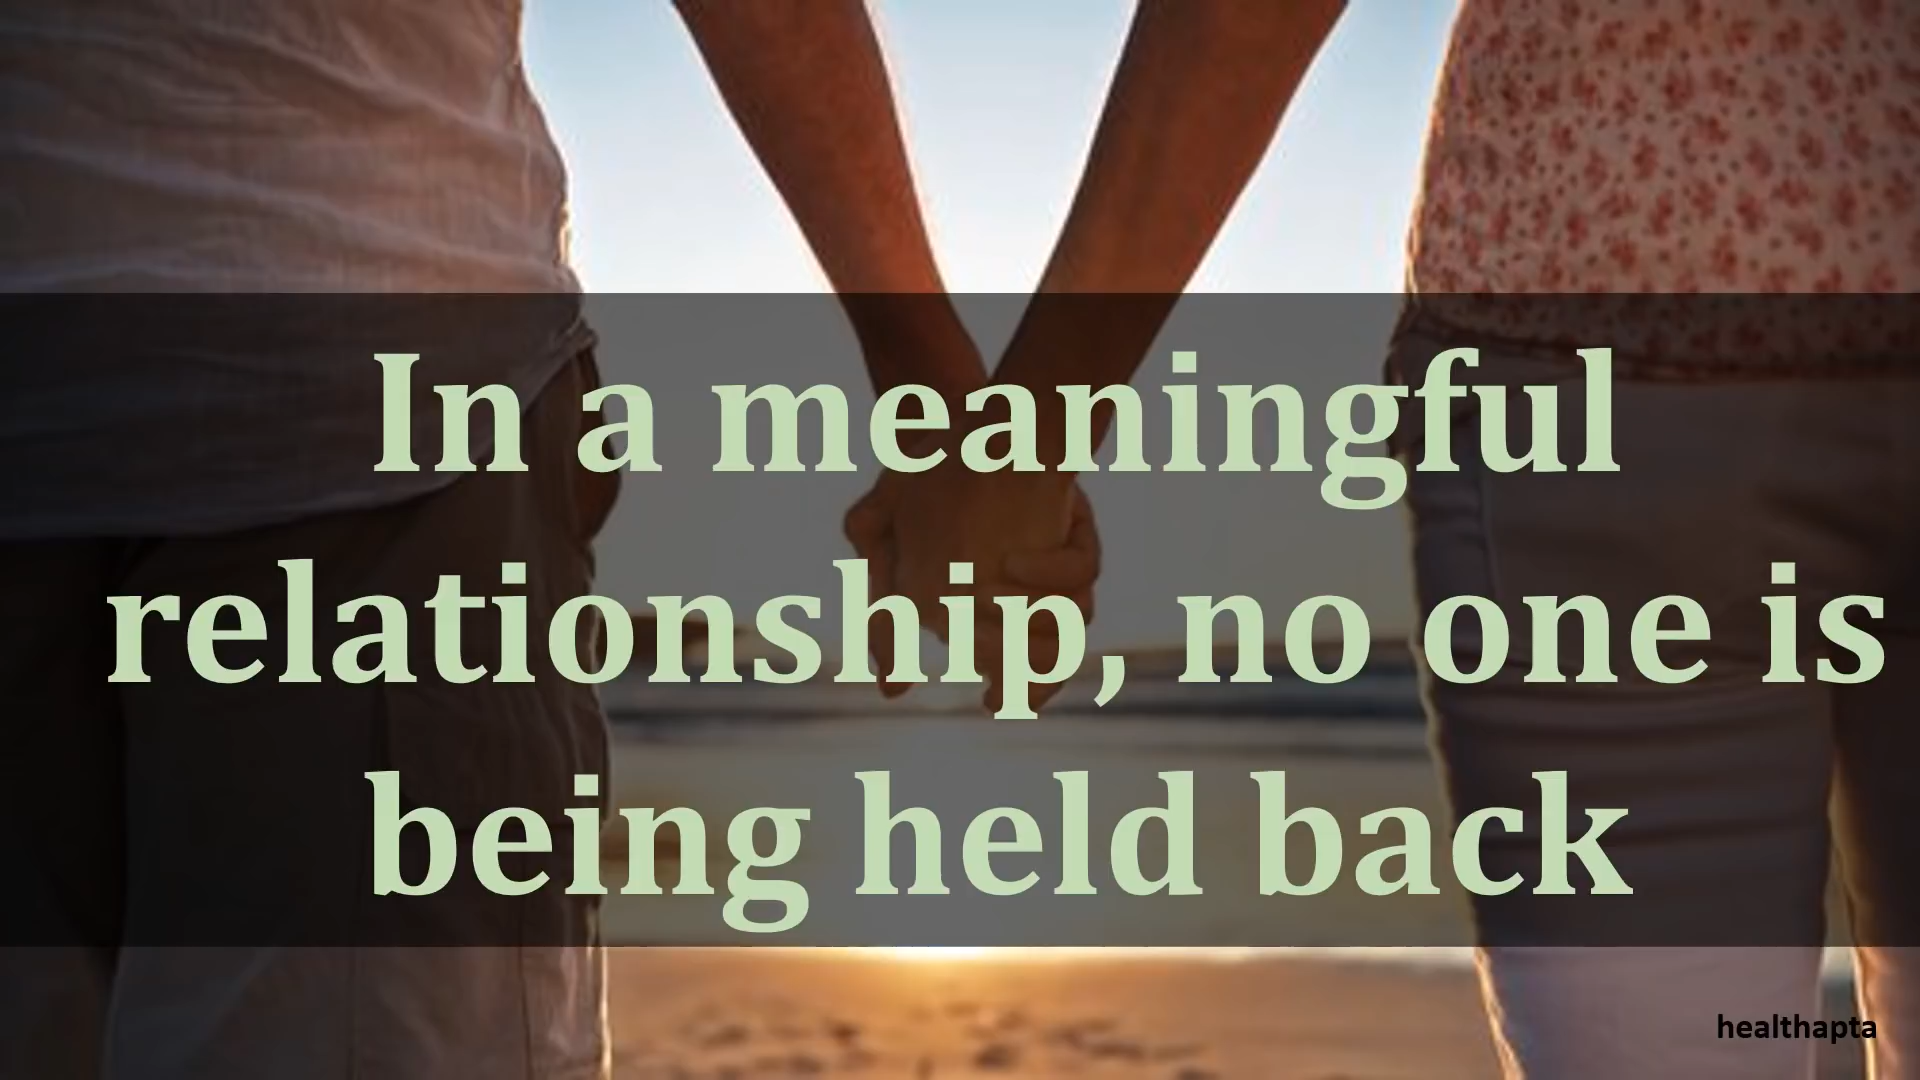 In a meaningful
relationship, no one is
being held back
healthapta